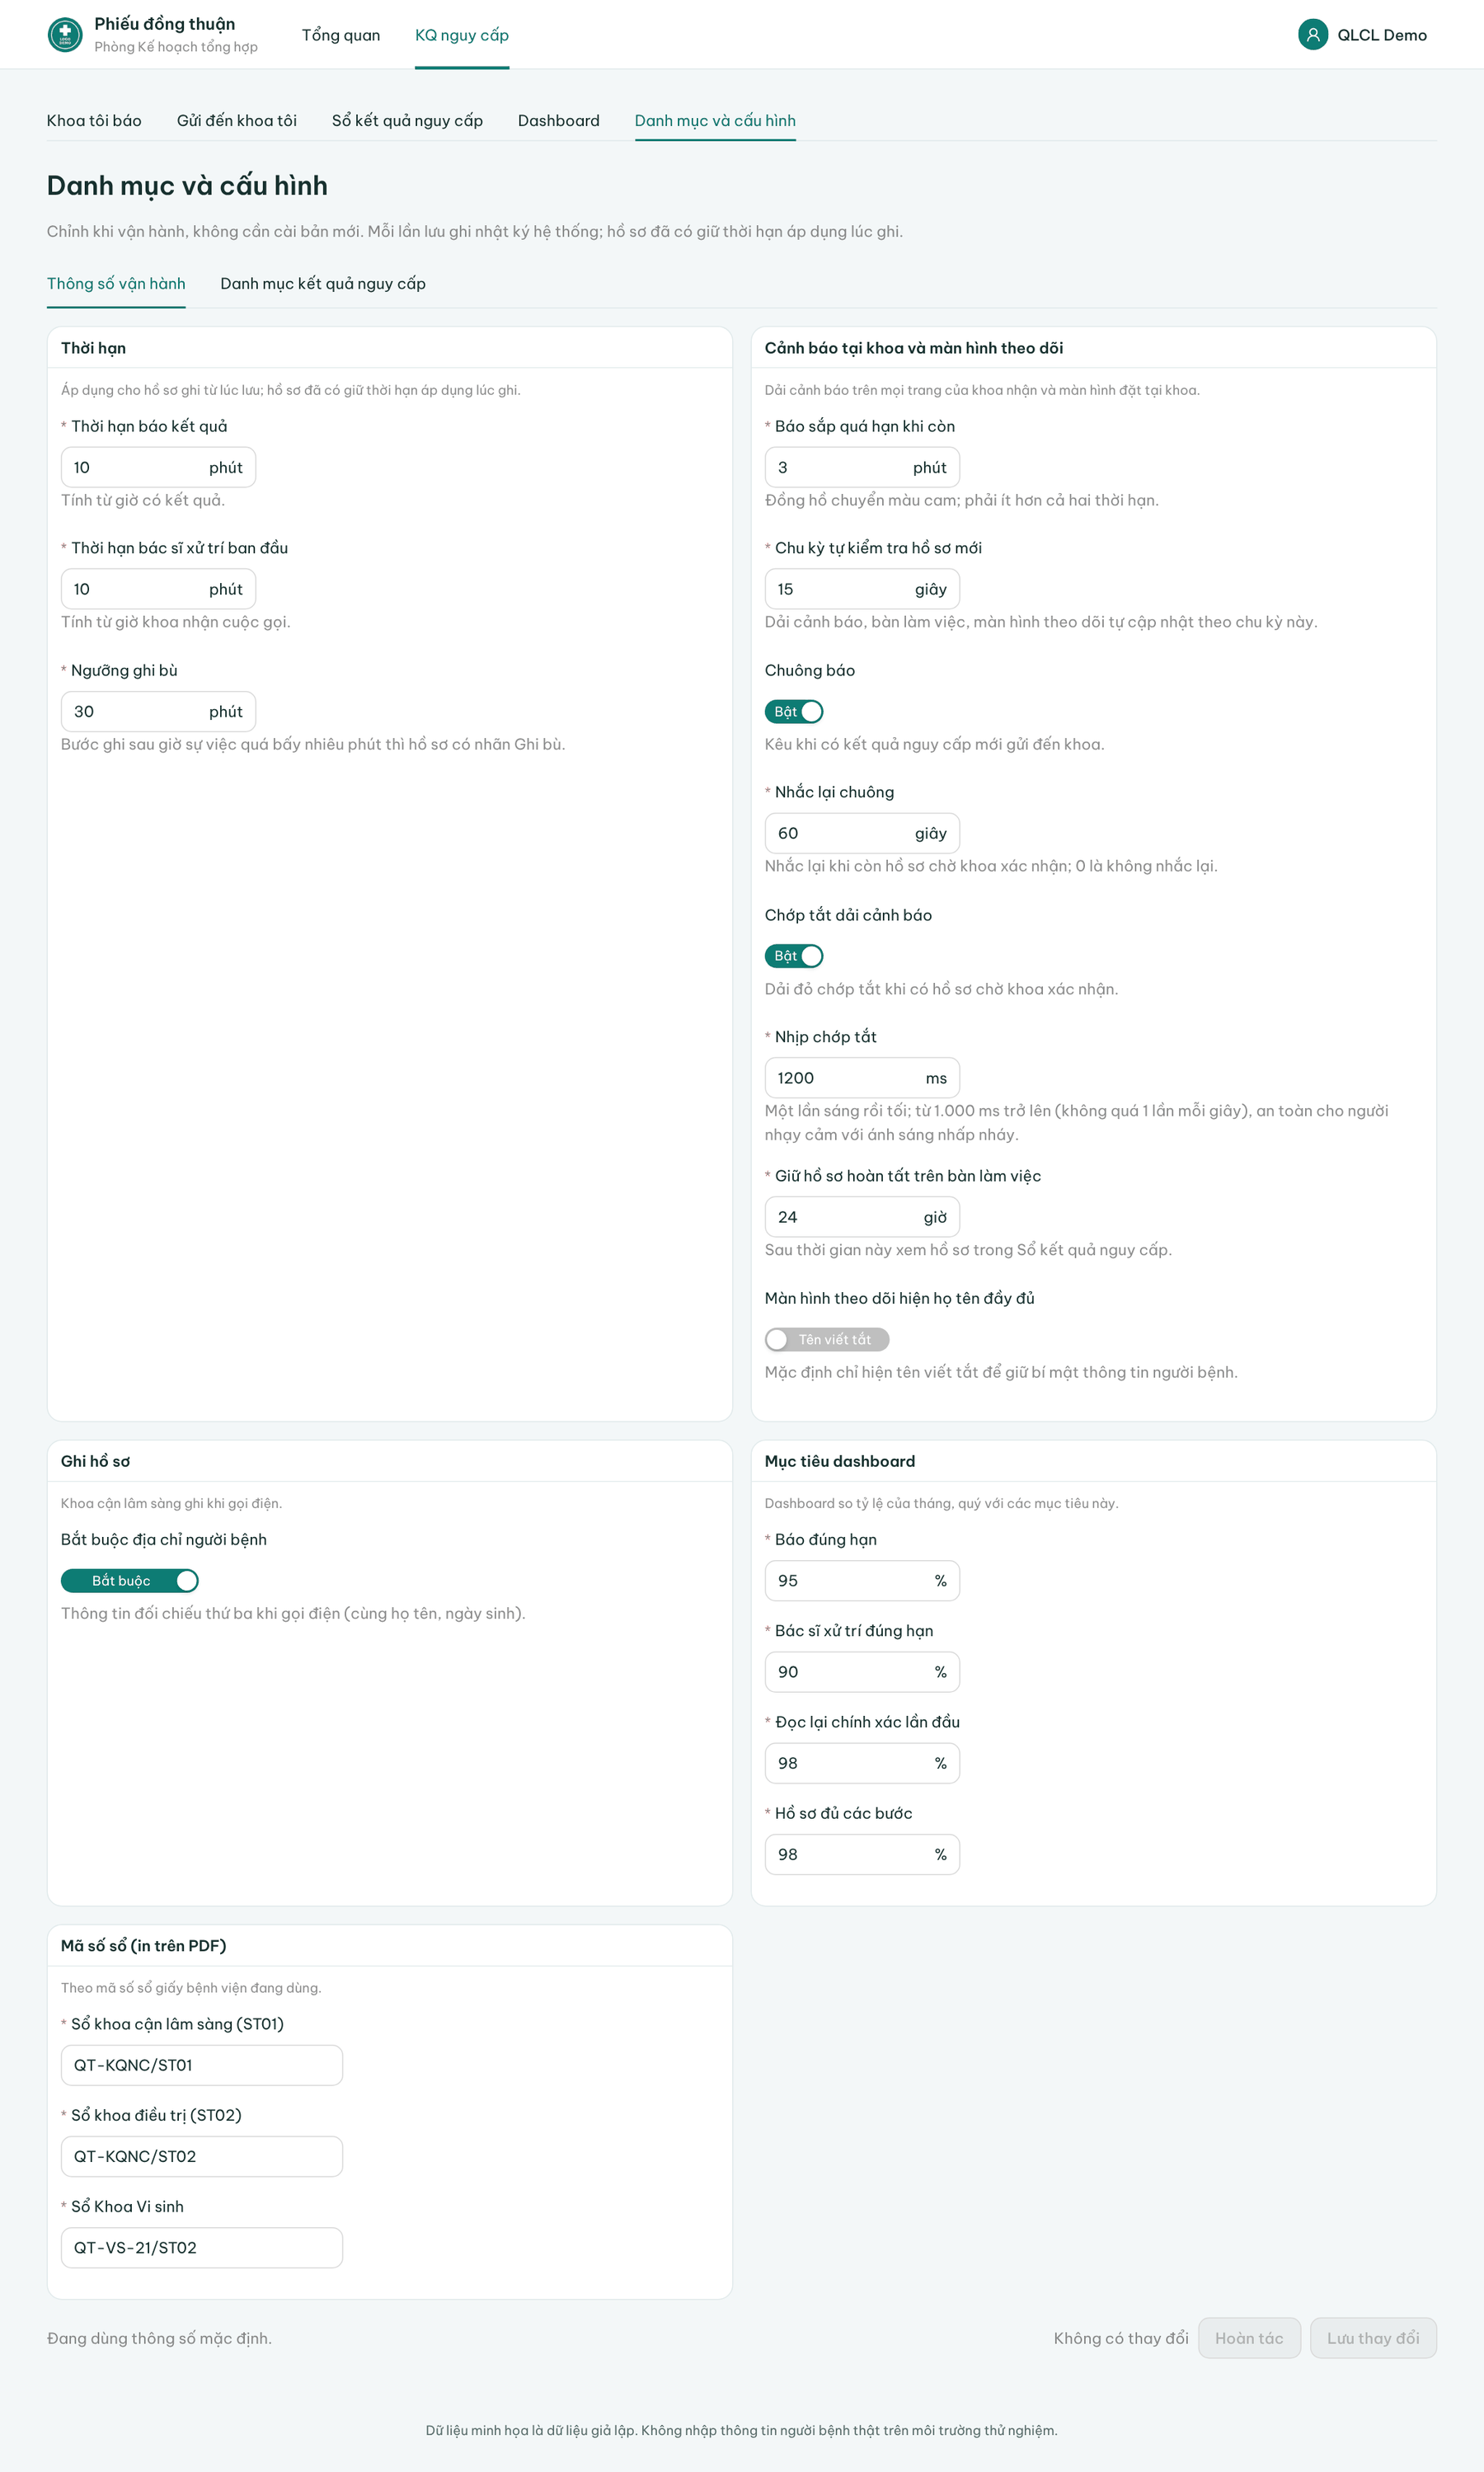 Phiếu đồng thuận
Phòng Kế hoạch tổng hợp
Tổng quan
KQ nguy cấp
QLCL Demo
Khoa tôi báo
Gửi đến khoa tôi
Sổ kết quả nguy cấp
Dashboard
Danh mục và cấu hình
Danh mục và cấu hình
Chỉnh khi vận hành, không cần cài bản mới. Mỗi lần lưu ghi nhật ký hệ thống; hồ sơ đã có giữ thời hạn áp dụng lúc ghi.
Thông số vận hành
Danh mục kết quả nguy cấp
Thời hạn
Áp dụng cho hồ sơ ghi từ lúc lưu; hồ sơ đã có giữ thời hạn áp dụng lúc ghi.
* Thời hạn báo kết quả
10 phút
Tính từ giờ có kết quả.
* Thời hạn bác sĩ xử trí ban đầu
10 phút
Tính từ giờ khoa nhận cuộc gọi.
* Ngưỡng ghi bù
30 phút
Bước ghi sau giờ sự việc quá bấy nhiêu phút thì hồ sơ có nhãn Ghi bù.
Cảnh báo tại khoa và màn hình theo dõi
Dải cảnh báo trên mọi trang của khoa nhận và màn hình đặt tại khoa.
* Báo sắp quá hạn khi còn
3 phút
Đồng hồ chuyển màu cam; phải ít hơn cả hai thời hạn.
* Chu kỳ tự kiểm tra hồ sơ mới
15 giây
Dải cảnh báo, bàn làm việc, màn hình theo dõi tự cập nhật theo chu kỳ này.
Chuông báo
Bật
Kêu khi có kết quả nguy cấp mới gửi đến khoa.
* Nhắc lại chuông
60 giây
Nhắc lại khi còn hồ sơ chờ khoa xác nhận; 0 là không nhắc lại.
Chớp tắt dải cảnh báo
Bật
Dải đỏ chớp tắt khi có hồ sơ chờ khoa xác nhận.
* Nhịp chớp tắt
1200 ms
Một lần sáng rồi tối; từ 1.000 ms trở lên (không quá 1 lần mỗi giây), an toàn cho người
nhạy cảm với ánh sáng nhấp nháy.
* Giữ hồ sơ hoàn tất trên bàn làm việc
24 giờ
Sau thời gian này xem hồ sơ trong Sổ kết quả nguy cấp.
Màn hình theo dõi hiện họ tên đầy đủ
Tên viết tắt
Mặc định chỉ hiện tên viết tắt để giữ bí mật thông tin người bệnh.
Ghi hồ sơ
Khoa cận lâm sàng ghi khi gọi điện.
Bắt buộc địa chỉ người bệnh
Bắt buộc
Thông tin đối chiếu thứ ba khi gọi điện (cùng họ tên, ngày sinh).
Mục tiêu dashboard
Dashboard so tỷ lệ của tháng, quý với các mục tiêu này.
* Báo đúng hạn
95 %
* Bác sĩ xử trí đúng hạn
90 %
* Đọc lại chính xác lần đầu
98 %
* Hồ sơ đủ các bước
98 %
Mã số sổ (in trên PDF)
Theo mã số sổ giấy bệnh viện đang dùng.
* Sổ khoa cận lâm sàng (ST01)
QT-KQNC/ST01
* Sổ khoa điều trị (ST02)
QT-KQNC/ST02
* Sổ Khoa Vi sinh
QT-VS-21/ST02
Đang dùng thông số mặc định.
Không có thay đổi
Hoàn tác
Lưu thay đổi
Dữ liệu minh họa là dữ liệu giả lập. Không nhập thông tin người bệnh thật trên môi trường thử nghiệm.